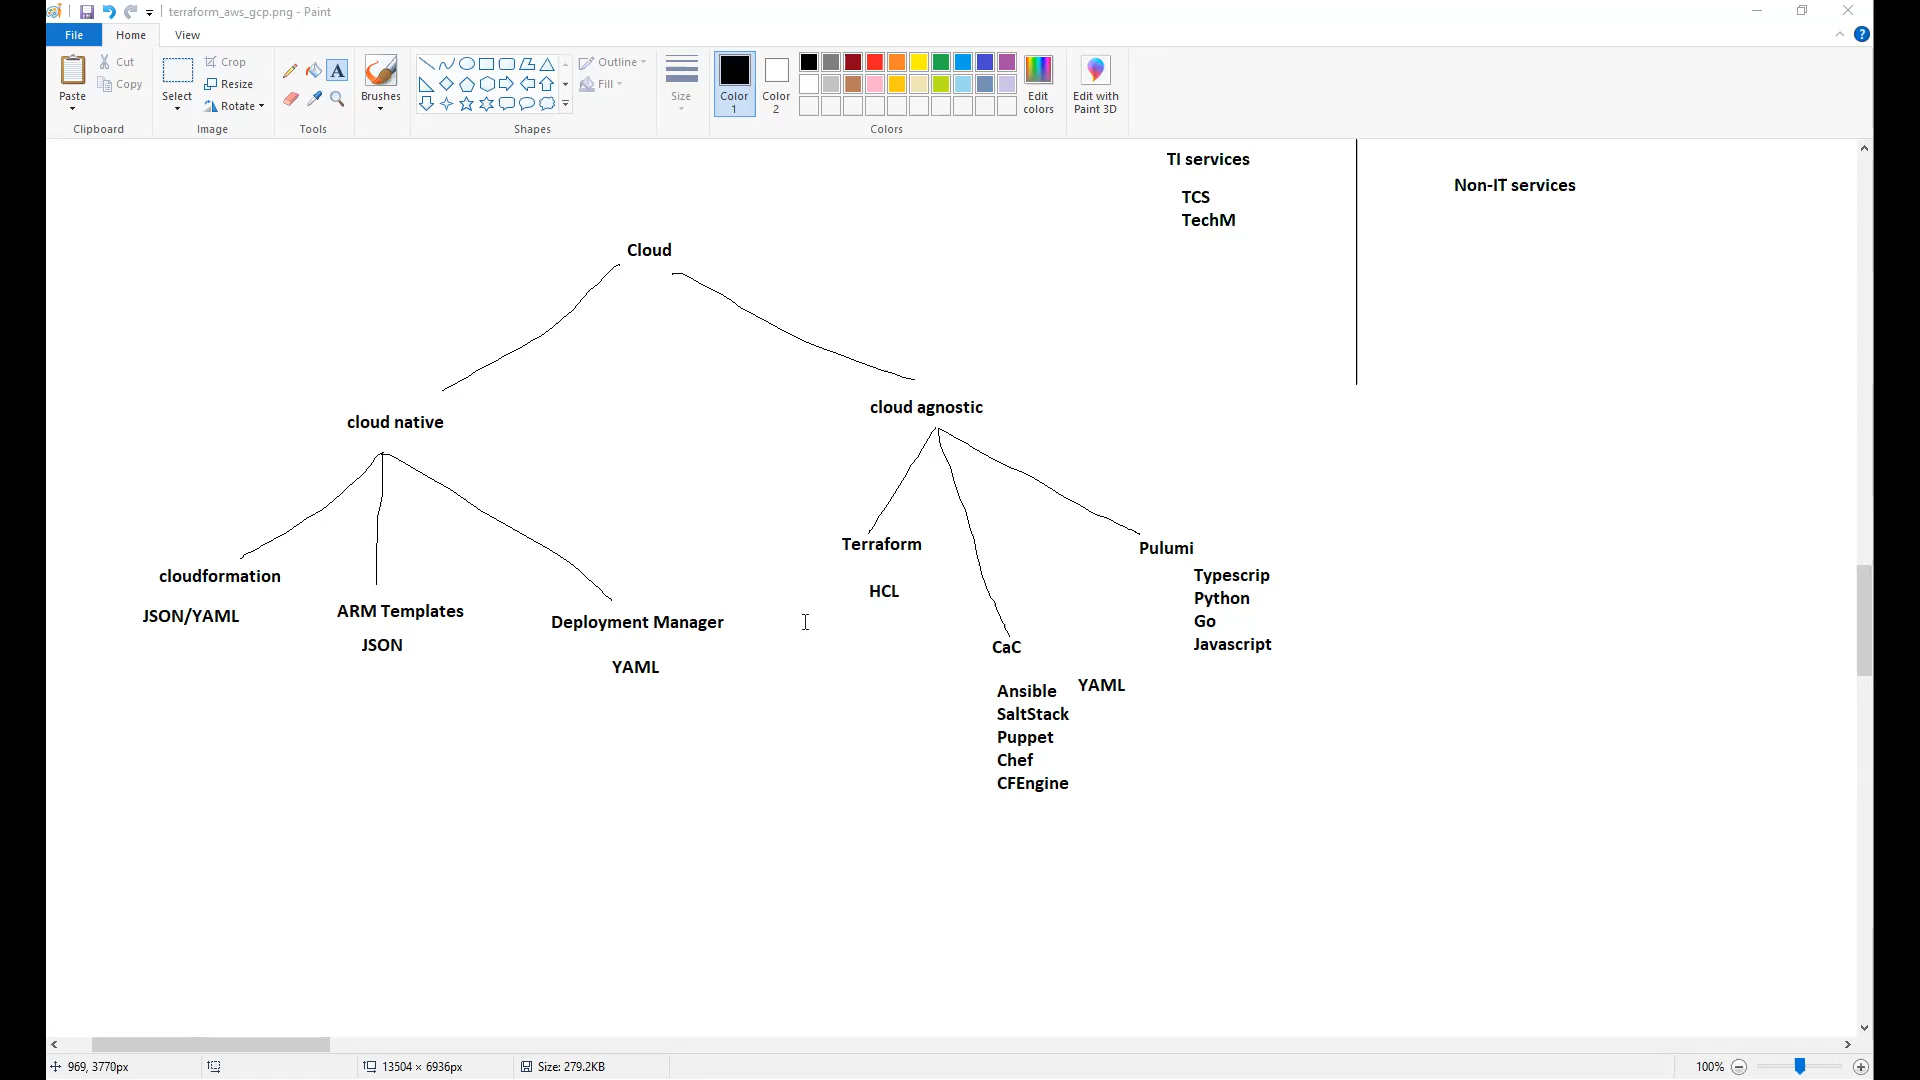 terraform_aws_gcp.png - Paint
File
Home
View
Paste
Cut
Copy
Clipboard
Select
Crop
Resize
Rotate
Image
A
Tools
Brushes
Outline
Fill
Shapes
Size
Color
1
Color
2
Colors
Edit
colors
Edit with
Paint 3D
TI services
TCS
TechM
Non-IT services
Cloud
cloud native
cloud agnostic
cloudformation
JSON/YAML
ARM Templates
JSON
Deployment Manager
YAML
Terraform
HCL
CaC
Ansible
YAML
SaltStack
Puppet
Chef
CFEngine
Pulumi
Typescrip
Python
Go
Javascript
969, 3770px
13504 × 6936px
Size: 279.2KB
100%